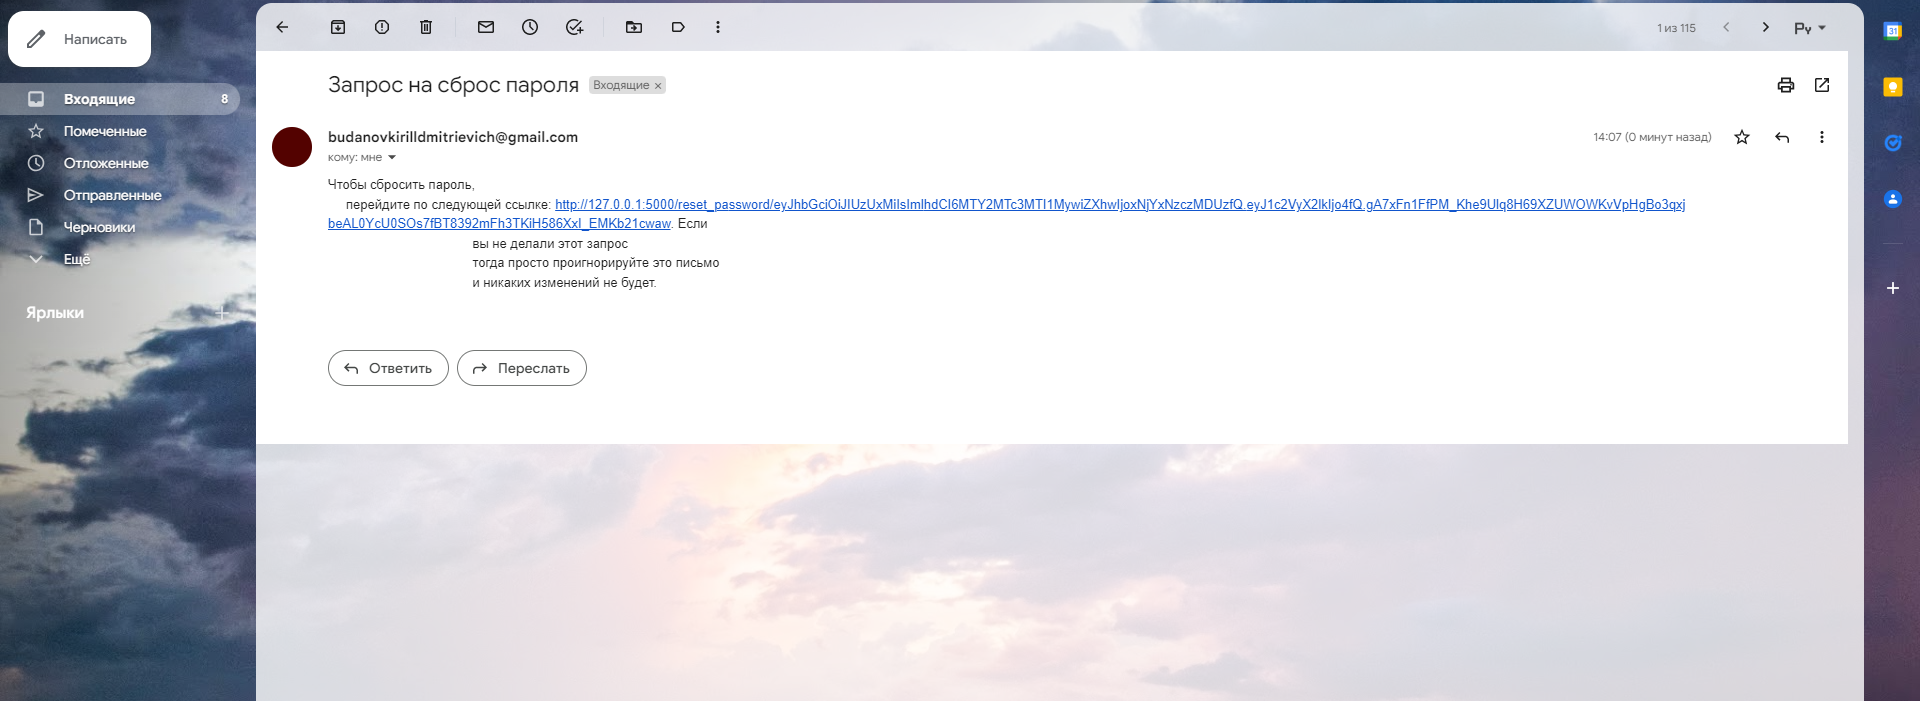 Написать
1 из 115
Ру
Входящие 8
Помеченные
Отложенные
Отправленные
Черновики
Ещё
Ярлыки
Запрос на сброс пароля Входящие ×
budanovkirilldmitrievich@gmail.com
14:07 (0 минут назад)
кому: мне
Чтобы сбросить пароль,
перейдите по следующей ссылке: http://127.0.0.1:5000/reset_password/eyJhbGciOiJIUzUxMiIsImlhdCI6MTY2MTc3MTI1MywiZXhwIjoxNjYxNzczMDUzfQ.eyJ1c2VyX2lkIjo4fQ.gA7xFn1FfPM_Khe9UIq8H69XZUWOWKvVpHgBo3qxj
beAL0YcU0SOs7fBT8392mFh3TKiH586XxI_EMKb21cwaw. Если
вы не делали этот запрос
тогда просто проигнорируйте это письмо
и никаких изменений не будет.
Ответить
Переслать
31